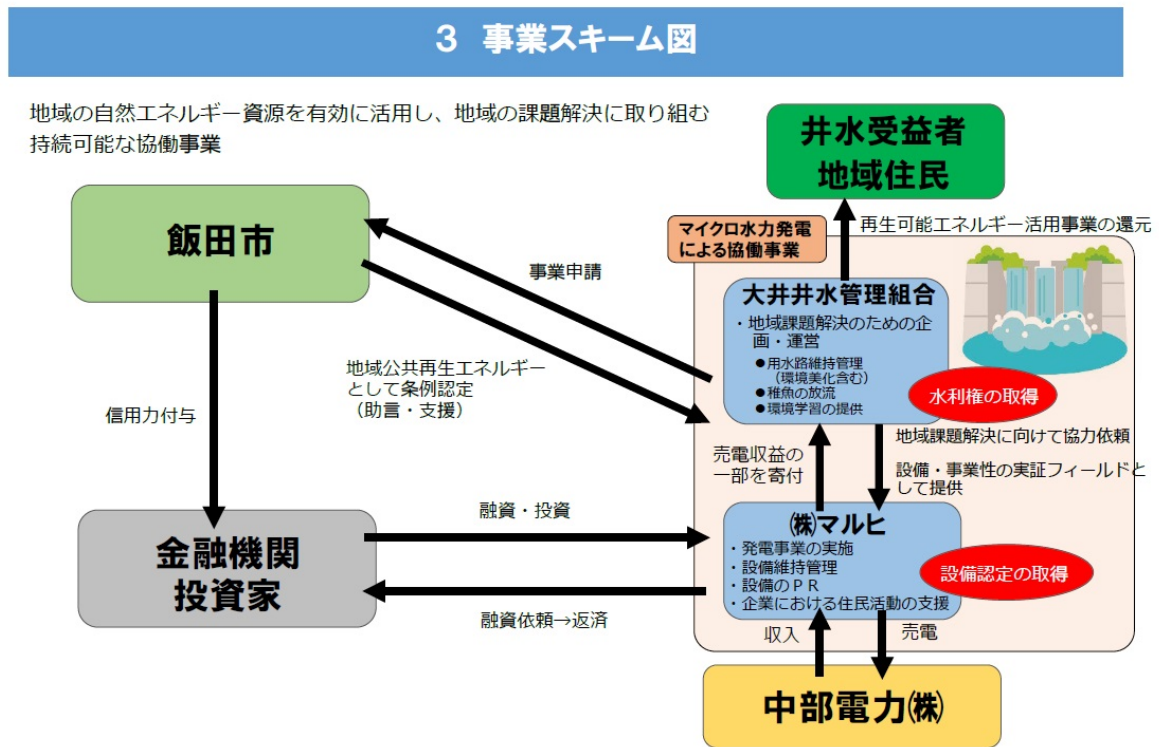 3 事業スキーム図
地域の自然エネルギー資源を有効に活用し、地域の課題解決に取り組む
持続可能な協働事業
井水受益者
地域住民
再生可能エネルギー活用事業の還元
マイクロ水力発電
による協働事業
飯田市
事業申請
地域公共再生エネルギー
として条例認定
（助言・支援）
信用力付与
大井井水管理組合
・地域課題解決のための企
画・運営
●用水路維持管理
（環境美化含む）
●稚魚の放流
●環境学習の提供
水利権の取得
地域課題解決に向けて協力依頼
売電収益の
一部を寄付
設備・事業性の実証フィールドと
して提供
金融機関
投資家
融資・投資
融資依頼→返済
㈱マルヒ
・発電事業の実施
・設備維持管理
・設備のＰＲ
・企業における住民活動の支援
設備認定の取得
収入
売電
中部電力㈱